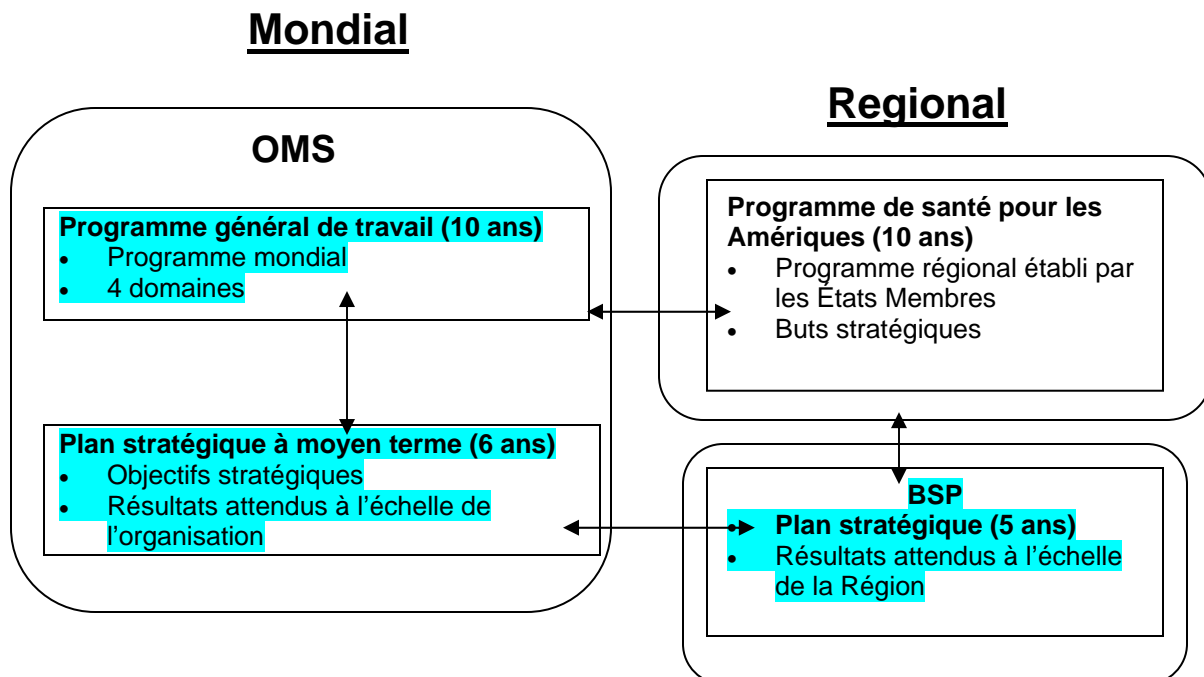 Mondial
OMS
Programme général de travail (10 ans)
• Programme mondial
• 4 domaines
Plan stratégique à moyen terme (6 ans)
• Objectifs stratégiques
• Résultats attendus à l'échelle de
l'organisation
Regional
Programme de santé pour les
Amériques (10 ans)
• Programme régional établi par
les États Membres
• Buts stratégiques
BSP
• Plan stratégique (5 ans)
• Résultats attendus à l'échelle
de la Région